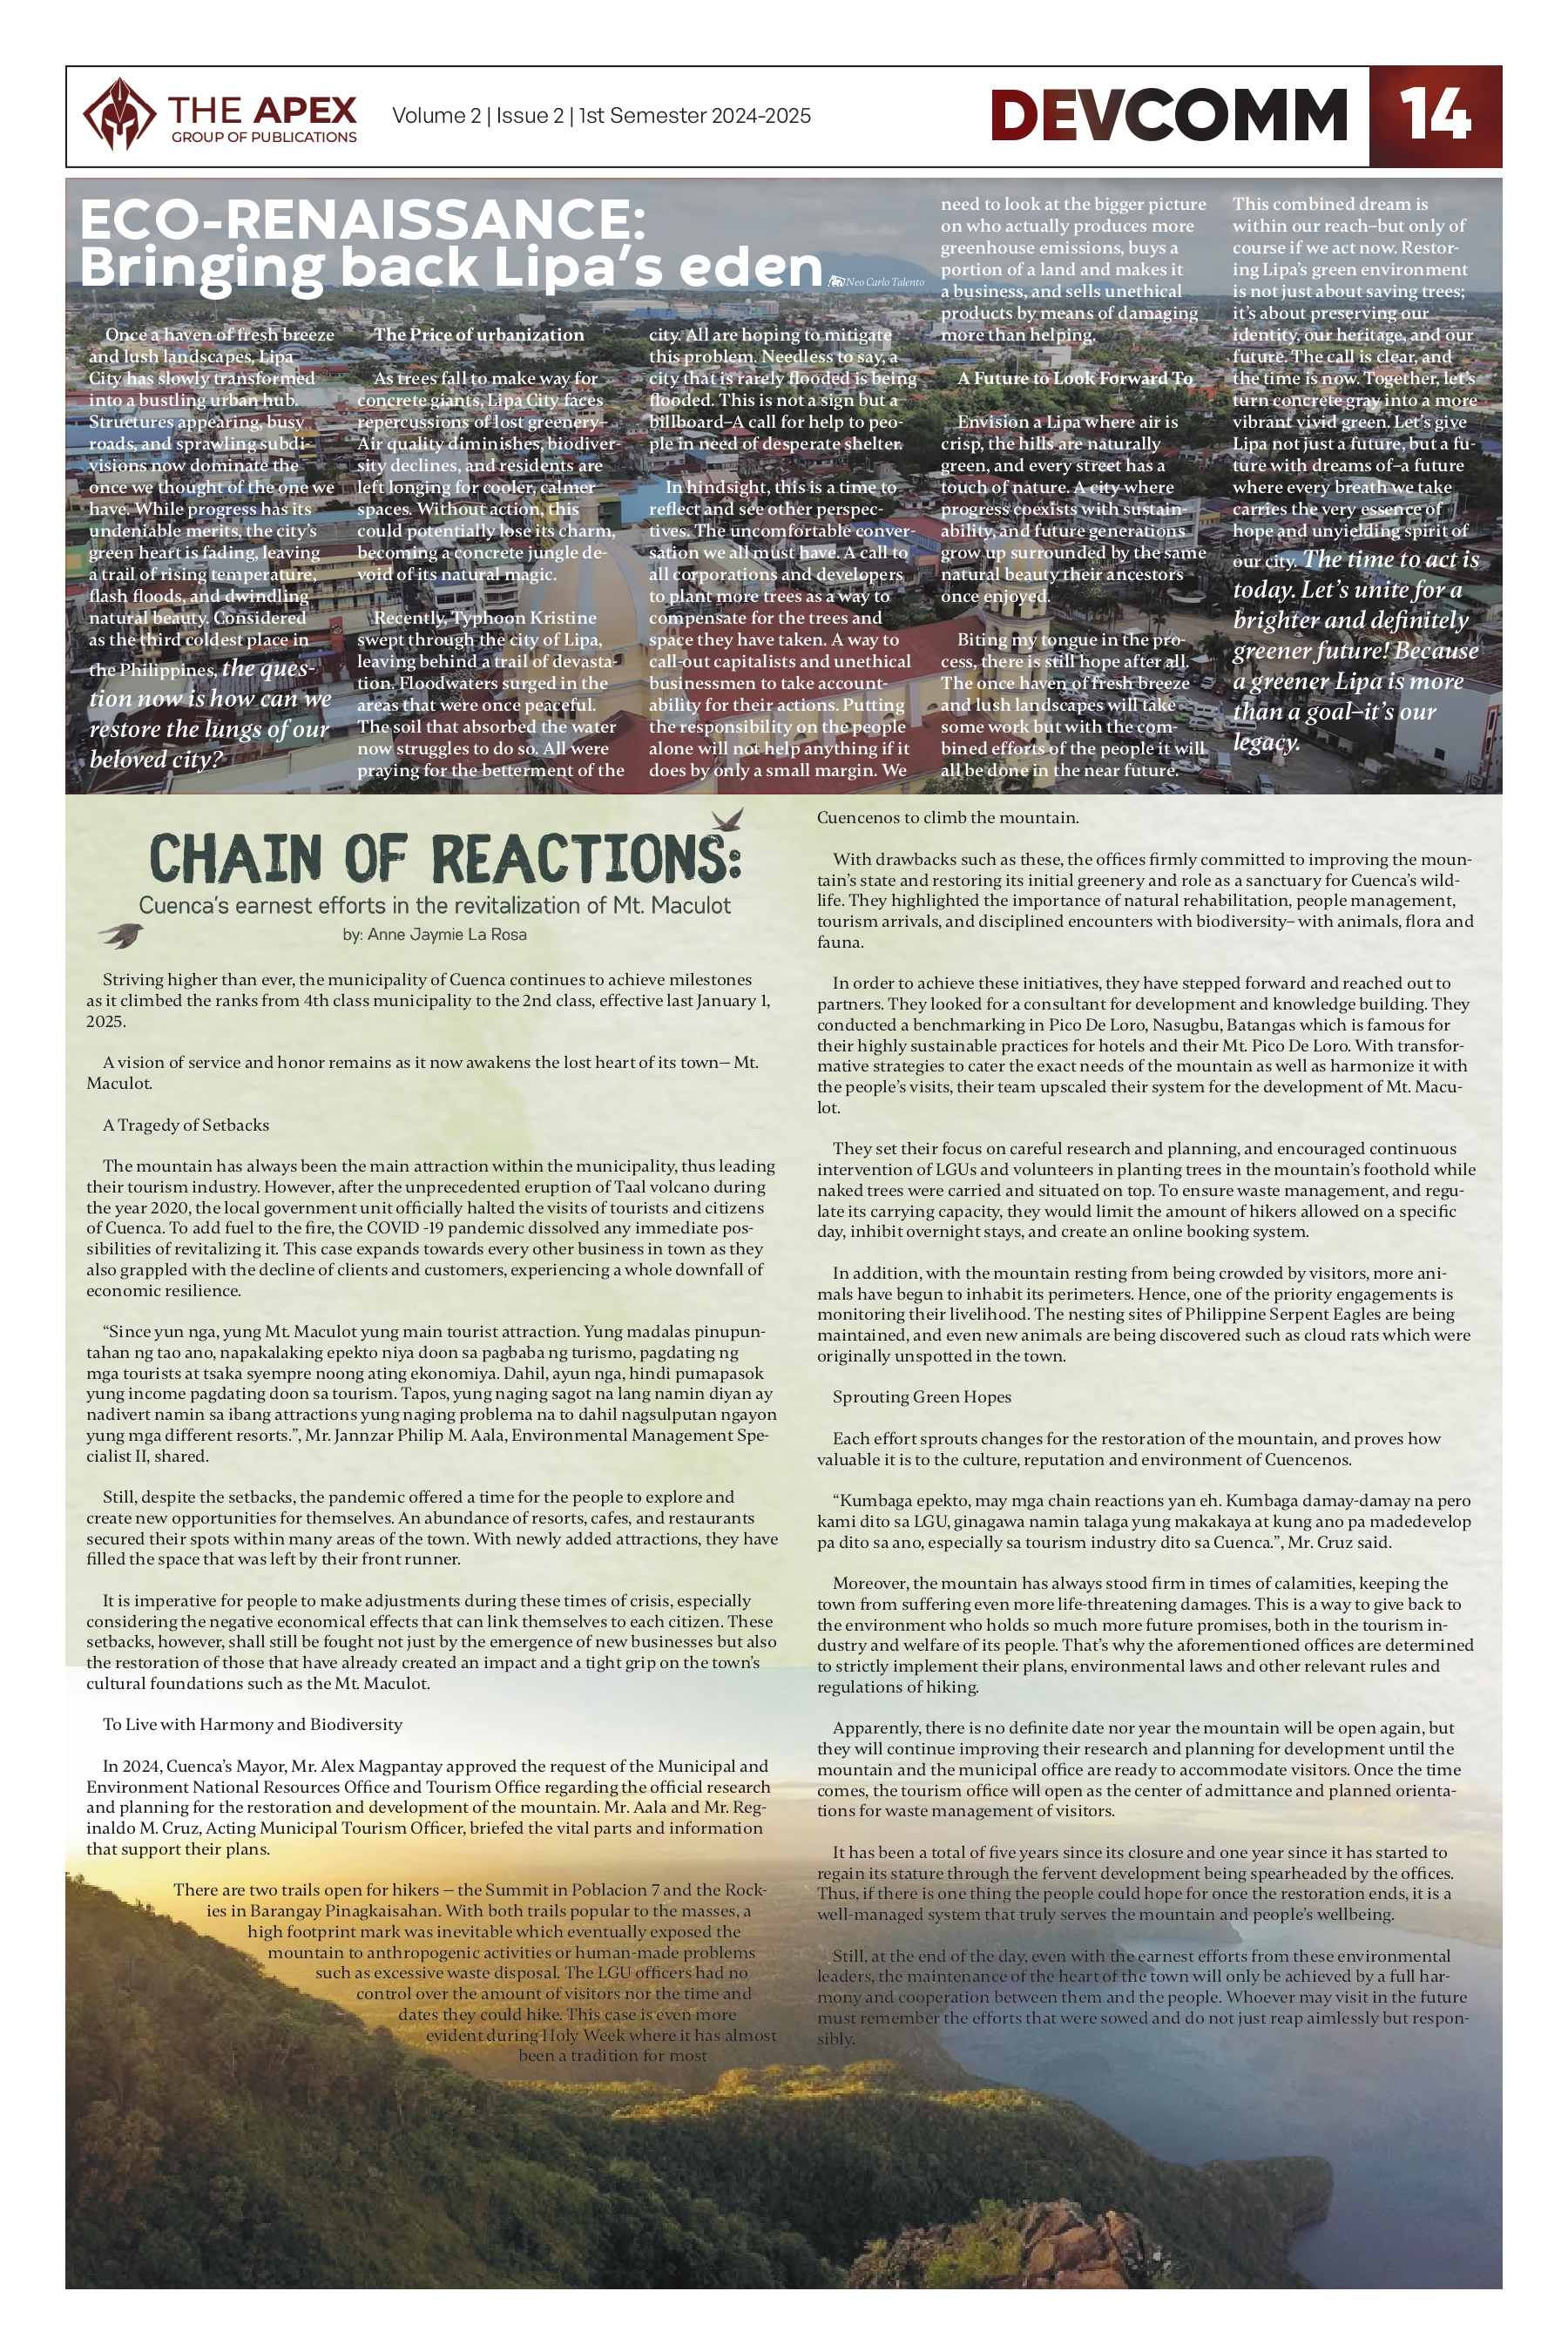 THE APEX
GROUP OF PUBLICATIONS
Volume 2 | Issue 2 | 1st Semester 2024-2025
DEVCOMM
14
ECO-RENAISSANCE:
Bringing back Lipa's eden
Neo Carlo Talento
Once a haven of fresh breeze
and lush landscapes, Lipa
City has slowly transformed
into a bustling urban hub.
Structures appearing, busy
roads, and sprawling subdi-
visions now dominate the
once we thought of the one we
have. While progress has its
undeniable merits, the city's
green heart is fading, leaving
a trail of rising temperature,
flash floods, and dwindling
natural beauty. Considered
as the third coldest place in
the Philippines, the ques-
tion now is how can we
restore the lungs of our
beloved city?
The Price of urbanization
As trees fall to make way for
concrete giants, Lipa City faces
repercussions of lost greenery–
Air quality diminishes, biodiver-
sity declines, and residents are
left longing for cooler, calmer
spaces. Without action, this
could potentially lose its charm,
becoming a concrete jungle de-
void of its natural magic.
Recently, Typhoon Kristine
swept through the city of Lipa,
leaving behind a trail of devasta-
tion. Floodwaters surged in the
areas that were once peaceful.
The soil that absorbed the water
now struggles to do so. All were
praying for the betterment of the
city. All are hoping to mitigate
this problem. Needless to say, a
city that is rarely flooded is being
flooded. This is not a sign but a
billboard–A call for help to peo-
ple in need of desperate shelter.
In hindsight, this is a time to
reflect and see other perspec-
tives. The uncomfortable conver-
sation we all must have. A call to
all corporations and developers
to plant more trees as a way to
compensate for the trees and
space they have taken. A way to
call-out capitalists and unethical
businessmen to take account-
ability for their actions. Putting
the responsibility on the people
alone will not help anything if it
does by only a small margin. We
need to look at the bigger picture
on who actually produces more
greenhouse emissions, buys a
portion of a land and makes it
a business, and sells unethical
products by means of damaging
more than helping.
A Future to Look Forward To
Envision a Lipa where air is
crisp, the hills are naturally
green, and every street has a
touch of nature. A city where
progress coexists with sustain-
ability, and future generations
grow up surrounded by the same
natural beauty their ancestors
once enjoyed.
Biting my tongue in the pro-
cess, there is still hope after all.
The once haven of fresh breeze
and lush landscapes will take
some work but with the com-
bined efforts of the people it will
all be done in the near future.
This combined dream is
within our reach–but only of
course if we act now. Restor-
ing Lipa's green environment
is not just about saving trees;
it's about preserving our
identity, our heritage, and our
future. The call is clear, and
the time is now. Together, let's
turn concrete gray into a more
vibrant vivid green. Let's give
Lipa not just a future, but a fu-
ture with dreams of–a future
where every breath we take
carries the very essence of
hope and unyielding spirit of
our city. The time to act is
today. Let's unite for a
brighter and definitely
greener future! Because
a greener Lipa is more
than a goal–it's our
legacy.
CHAIN OF REACTIONS:
Cuenca's earnest efforts in the revitalization of Mt. Maculot
by: Anne Jaymie La Rosa
Striving higher than ever, the municipality of Cuenca continues to achieve milestones
as it climbed the ranks from 4th class municipality to the 2nd class, effective last January 1,
2025.
A vision of service and honor remains as it now awakens the lost heart of its town— Mt.
Maculot.
A Tragedy of Setbacks
The mountain has always been the main attraction within the municipality, thus leading
their tourism industry. However, after the unprecedented eruption of Taal volcano during
the year 2020, the local government unit officially halted the visits of tourists and citizens
of Cuenca. To add fuel to the fire, the COVID -19 pandemic dissolved any immediate pos-
sibilities of revitalizing it. This case expands towards every other business in town as they
also grappled with the decline of clients and customers, experiencing a whole downfall of
economic resilience.
“Since yun nga, yung Mt. Maculot yung main tourist attraction. Yung madalas pinupun-
tahan ng tao ano, napakalaking epekto niya doon sa pagbaba ng turismo, pagdating ng
mga tourists at tsaka syempre noong ating ekonomiya. Dahil, ayun nga, hindi pumapasok
yung income pagdating doon sa tourism. Tapos, yung naging sagot na lang namin diyan ay
nadivert namin sa ibang attractions yung naging problema na to dahil nagsulputan ngayon
yung mga different resorts.”, Mr. Jannzar Philip M. Aala, Environmental Management Spe-
cialist II, shared.
Still, despite the setbacks, the pandemic offered a time for the people to explore and
create new opportunities for themselves. An abundance of resorts, cafes, and restaurants
secured their spots within many areas of the town. With newly added attractions, they have
filled the space that was left by their front runner.
It is imperative for people to make adjustments during these times of crisis, especially
considering the negative economical effects that can link themselves to each citizen. These
setbacks, however, shall still be fought not just by the emergence of new businesses but also
the restoration of those that have already created an impact and a tight grip on the town's
cultural foundations such as the Mt. Maculot.
To Live with Harmony and Biodiversity
In 2024, Cuenca's Mayor, Mr. Alex Magpantay approved the request of the Municipal and
Environment National Resources Office and Tourism Office regarding the official research
and planning for the restoration and development of the mountain. Mr. Aala and Mr. Reg-
inaldo M. Cruz, Acting Municipal Tourism Officer, briefed the vital parts and information
that support their plans.
There are two trails open for hikers — the Summit in Poblacion 7 and the Rock-
ies in Barangay Pinagkaisahan. With both trails popular to the masses, a
high footprint mark was inevitable which eventually exposed the
mountain to anthropogenic activities or human-made problems
such as excessive waste disposal. The LGU officers had no
control over the amount of visitors nor the time and
dates they could hike. This case is even more
evident during Holy Week where it has almost
been a tradition for most
Cuencenos to climb the mountain.
With drawbacks such as these, the offices firmly committed to improving the moun-
tain's state and restoring its initial greenery and role as a sanctuary for Cuenca's wild-
life. They highlighted the importance of natural rehabilitation, people management,
tourism arrivals, and disciplined encounters with biodiversity– with animals, flora and
fauna.
In order to achieve these initiatives, they have stepped forward and reached out to
partners. They looked for a consultant for development and knowledge building. They
conducted a benchmarking in Pico De Loro, Nasugbu, Batangas which is famous for
their highly sustainable practices for hotels and their Mt. Pico De Loro. With transfor-
mative strategies to cater the exact needs of the mountain as well as harmonize it with
the people's visits, their team upscaled their system for the development of Mt. Macu-
lot.
They set their focus on careful research and planning, and encouraged continuous
intervention of LGUs and volunteers in planting trees in the mountain's foothold while
naked trees were carried and situated on top. To ensure waste management, and regu-
late its carrying capacity, they would limit the amount of hikers allowed on a specific
day, inhibit overnight stays, and create an online booking system.
In addition, with the mountain resting from being crowded by visitors, more ani-
mals have begun to inhabit its perimeters. Hence, one of the priority engagements is
monitoring their livelihood. The nesting sites of Philippine Serpent Eagles are being
maintained, and even new animals are being discovered such as cloud rats which were
originally unspotted in the town.
Sprouting Green Hopes
Each effort sprouts changes for the restoration of the mountain, and proves how
valuable it is to the culture, reputation and environment of Cuencenos.
“Kumbaga epekto, may mga chain reactions yan eh. Kumbaga damay-damay na pero
kami dito sa LGU, ginagawa namin talaga yung makakaya at kung ano pa madedevelop
pa dito sa ano, especially sa tourism industry dito sa Cuenca.”, Mr. Cruz said.
Moreover, the mountain has always stood firm in times of calamities, keeping the
town from suffering even more life-threatening damages. This is a way to give back to
the environment who holds so much more future promises, both in the tourism in-
dustry and welfare of its people. That's why the aforementioned offices are determined
to strictly implement their plans, environmental laws and other relevant rules and
regulations of hiking.
Apparently, there is no definite date nor year the mountain will be open again, but
they will continue improving their research and planning for development until the
mountain and the municipal office are ready to accommodate visitors. Once the time
comes, the tourism office will open as the center of admittance and planned orienta-
tions for waste management of visitors.
It has been a total of five years since its closure and one year since it has started to
regain its stature through the fervent development being spearheaded by the offices.
Thus, if there is one thing the people could hope for once the restoration ends, it is a
well-managed system that truly serves the mountain and people's wellbeing.
Still, at the end of the day, even with the earnest efforts from these environmental
leaders, the maintenance of the heart of the town will only be achieved by a full har-
mony and cooperation between them and the people. Whoever may visit in the future
must remember the efforts that were sowed and do not just reap aimlessly but respon-
sibly.